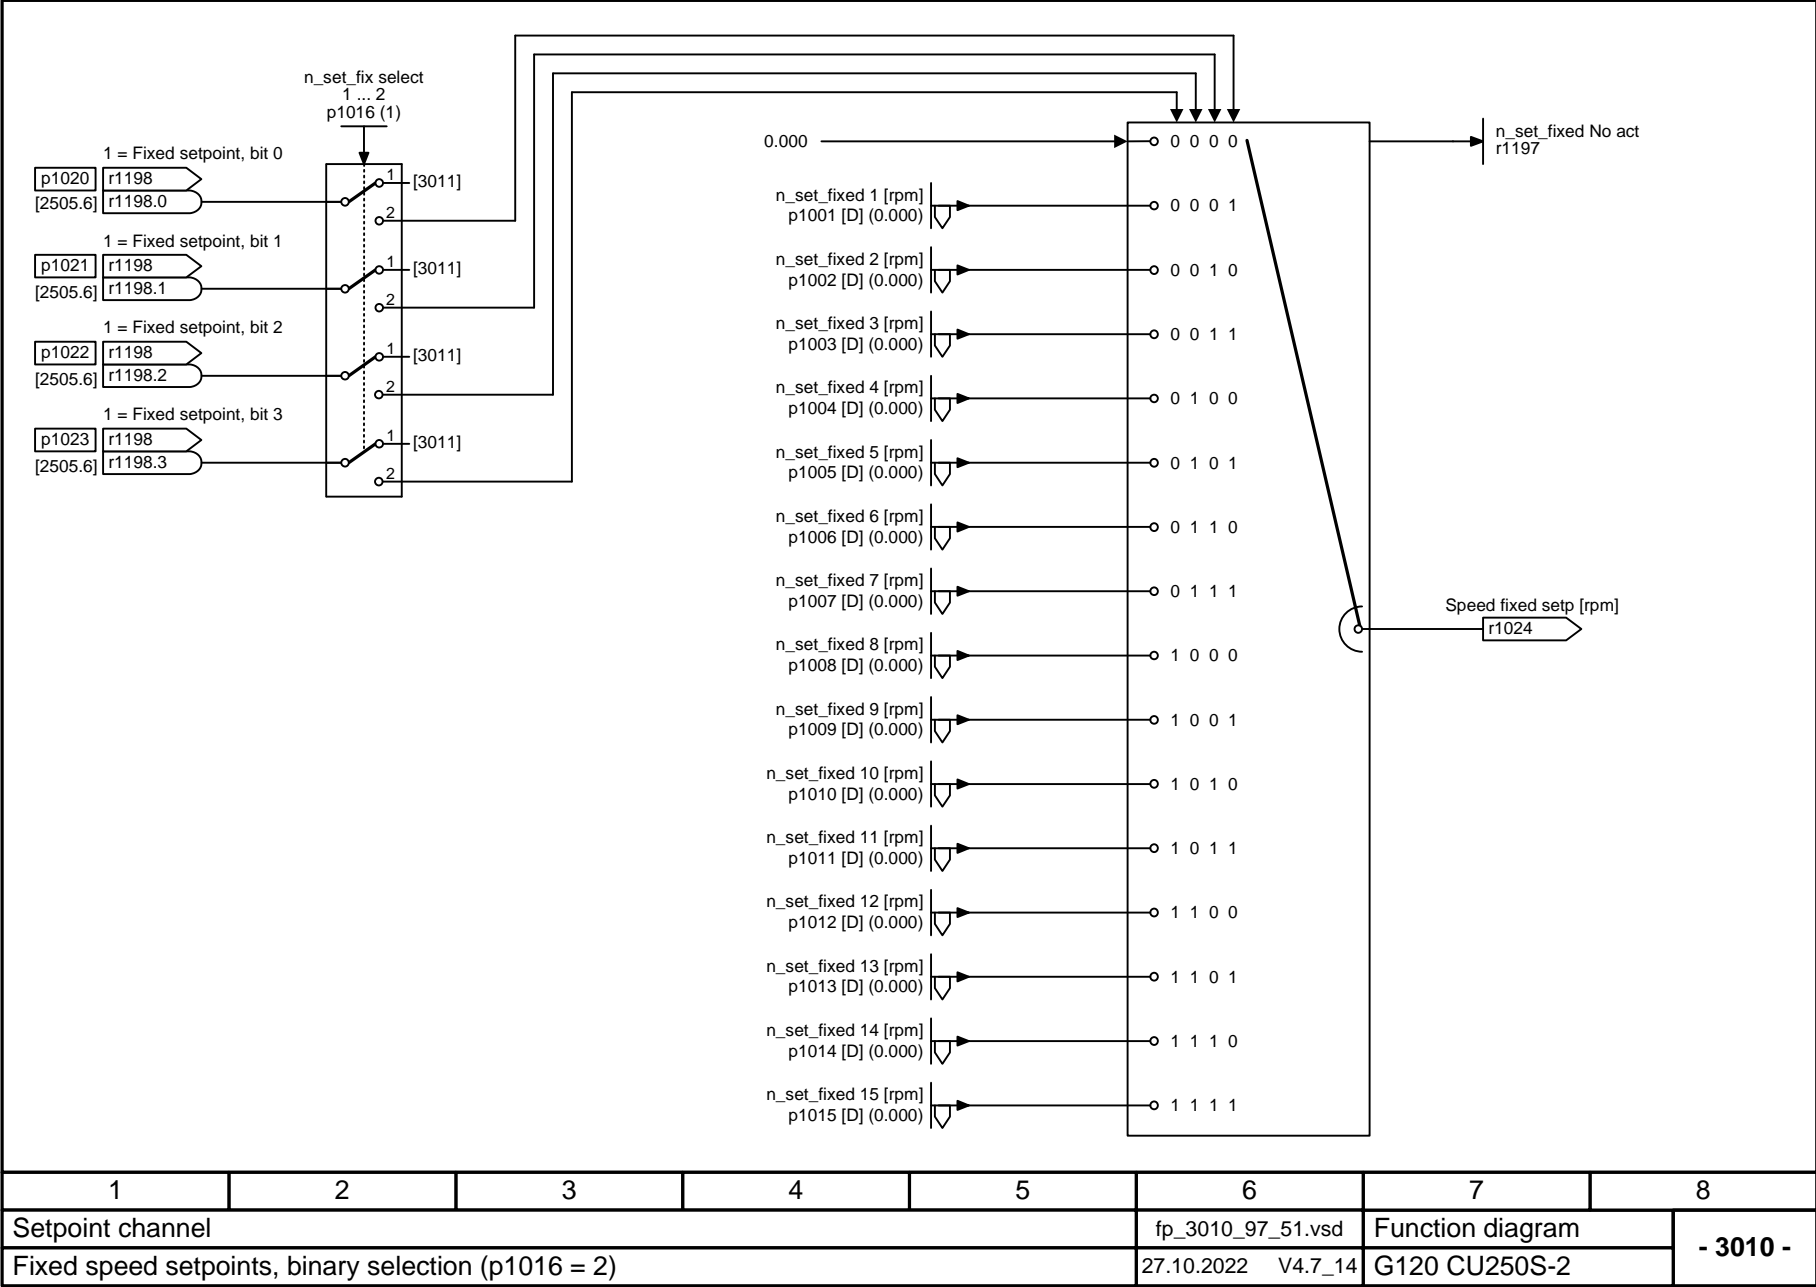 n_set_fix select
1 ... 2
p1016 (1)
1 = Fixed setpoint, bit 0
p1020 r1198 1 [3011]
[2505.6] r1198.0
2
1 = Fixed setpoint, bit 1
p1021 r1198 1 [3011]
[2505.6] r1198.1
2
1 = Fixed setpoint, bit 2
p1022 r1198 1 [3011]
[2505.6] r1198.2
2
1 = Fixed setpoint, bit 3
p1023 r1198 1 [3011]
[2505.6] r1198.3
2
0.000 0 0 0 0
n_set_fixed 1 [rpm]
p1001 [D] (0.000) 0 0 0 1
n_set_fixed 2 [rpm]
p1002 [D] (0.000) 0 0 1 0
n_set_fixed 3 [rpm]
p1003 [D] (0.000) 0 0 1 1
n_set_fixed 4 [rpm]
p1004 [D] (0.000) 0 1 0 0
n_set_fixed 5 [rpm]
p1005 [D] (0.000) 0 1 0 1
n_set_fixed 6 [rpm]
p1006 [D] (0.000) 0 1 1 0
n_set_fixed 7 [rpm]
p1007 [D] (0.000) 0 1 1 1
n_set_fixed 8 [rpm]
p1008 [D] (0.000) 1 0 0 0
n_set_fixed 9 [rpm]
p1009 [D] (0.000) 1 0 0 1
n_set_fixed 10 [rpm]
p1010 [D] (0.000) 1 0 1 0
n_set_fixed 11 [rpm]
p1011 [D] (0.000) 1 0 1 1
n_set_fixed 12 [rpm]
p1012 [D] (0.000) 1 1 0 0
n_set_fixed 13 [rpm]
p1013 [D] (0.000) 1 1 0 1
n_set_fixed 14 [rpm]
p1014 [D] (0.000) 1 1 1 0
n_set_fixed 15 [rpm]
p1015 [D] (0.000) 1 1 1 1
n_set_fixed No act
r1197
Speed fixed setp [rpm]
r1024
1 2 3 4 5 6 7 8
Setpoint channel fp_3010_97_51.vsd Function diagram
- 3010 -
Fixed speed setpoints, binary selection (p1016 = 2) 27.10.2022 V4.7_14 G120 CU250S-2